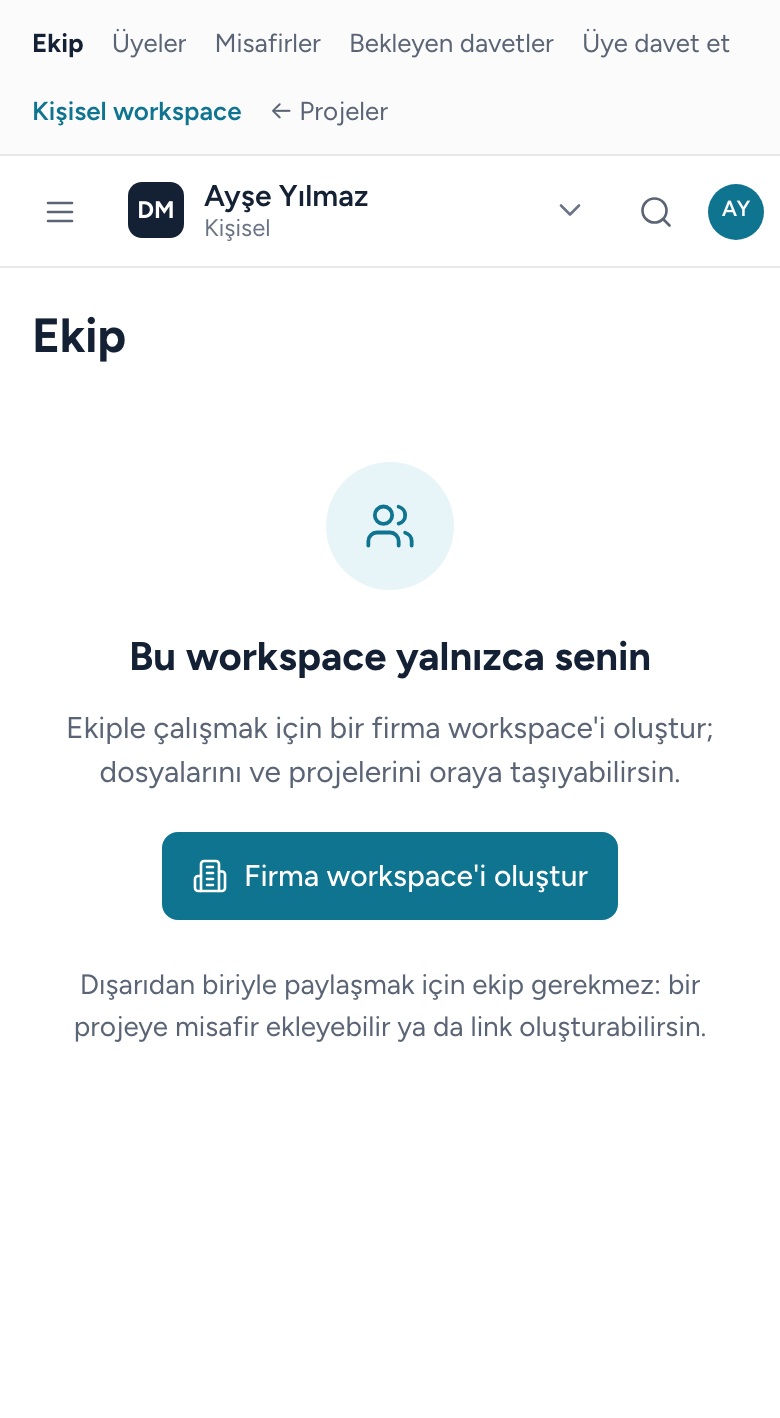 Ekip Üyeler Misafirler Bekleyen davetler Üye davet et
Kişisel workspace ← Projeler
DM Ayşe Yılmaz AY
Kişisel
Ekip
Bu workspace yalnızca senin
Ekiple çalışmak için bir firma workspace'i oluştur;
dosyalarını ve projelerini oraya taşıyabilirsin.
Firma workspace'i oluştur
Dışarıdan biriyle paylaşmak için ekip gerekmez: bir
projeye misafir ekleyebilir ya da link oluşturabilirsin.